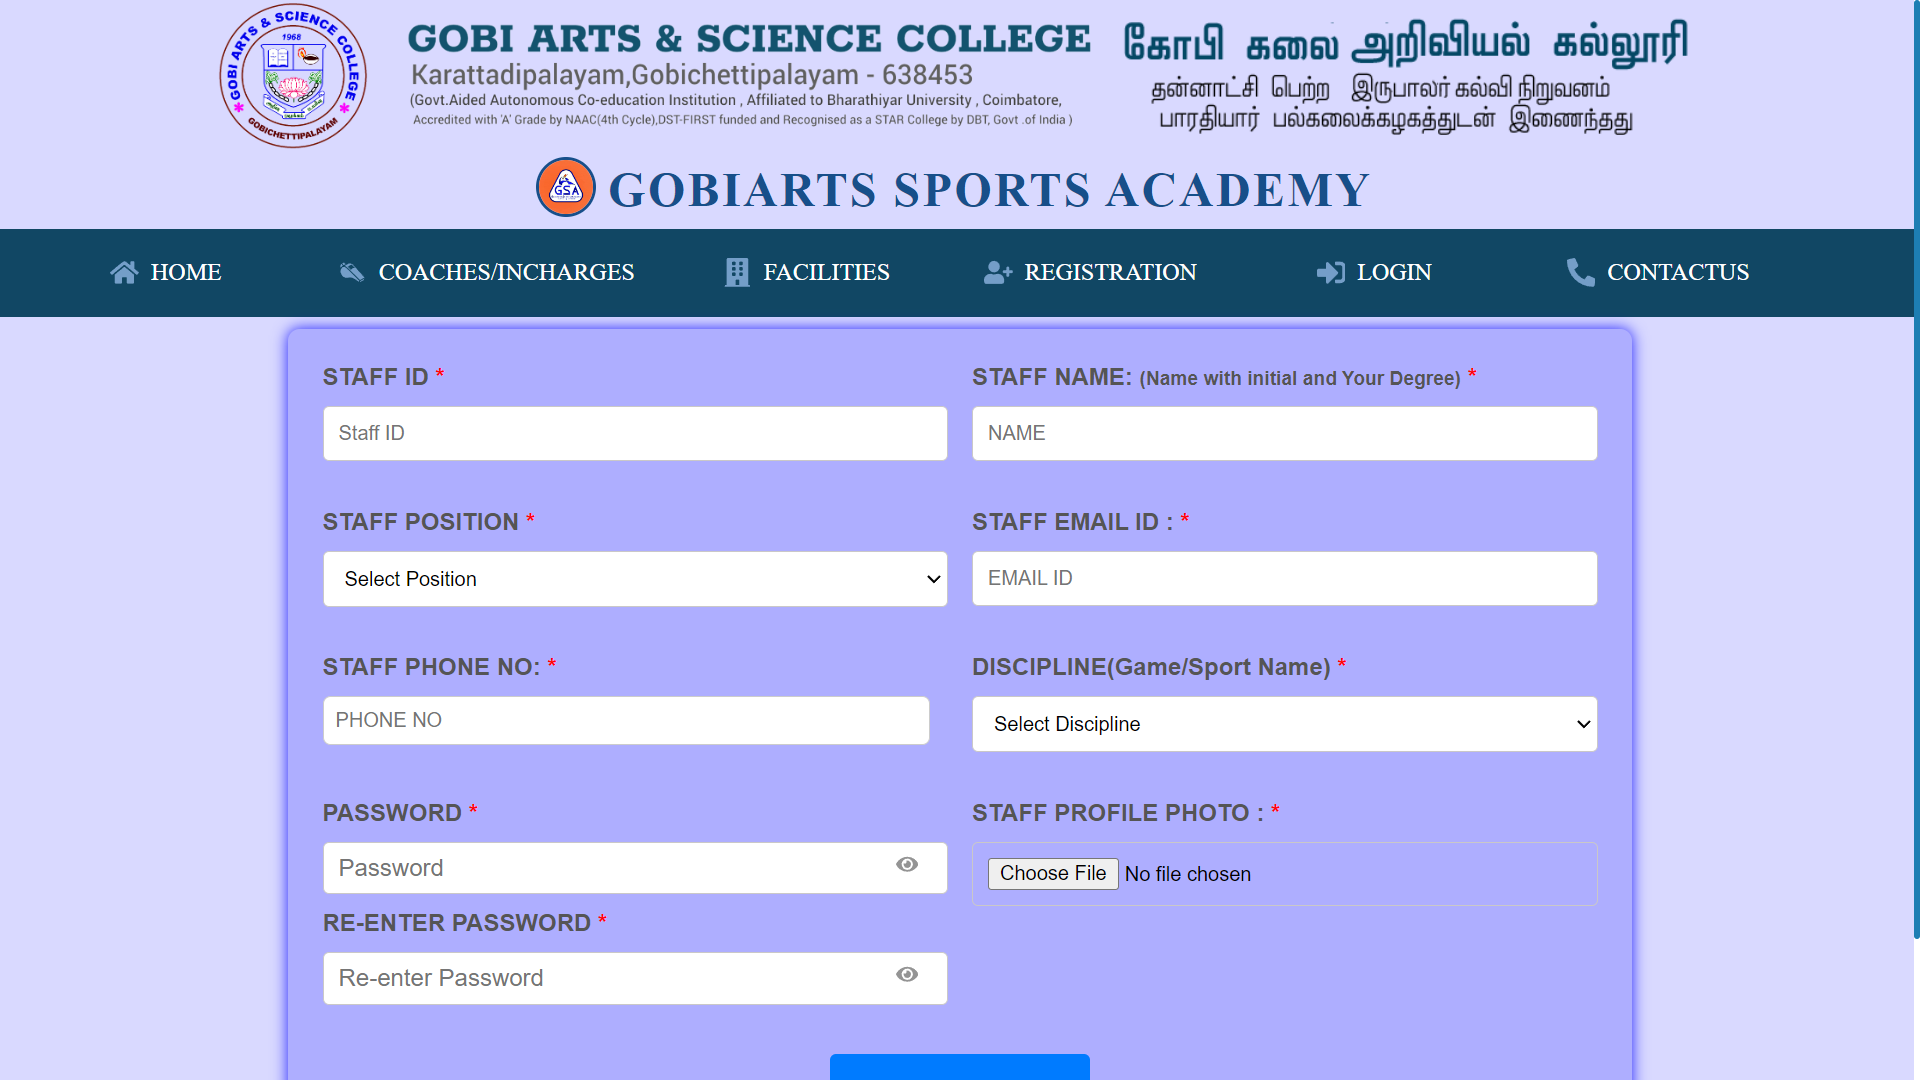 GOBI ARTS & SCIENCE COLLEGE
1968
GOBICHETTIPALAYAM
GOBI ARTS & SCIENCE COLLEGE
Karattadipalayam,Gobichettipalayam - 638453
(Govt.Aided Autonomous Co-education Institution , Affiliated to Bharathiyar University , Coimbatore,
Accredited with 'A' Grade by NAAC(4th Cycle),DST-FIRST funded and Recognised as a STAR College by DBT, Govt .of India )
கோபி கலை அறிவியல் கல்லூரி
தன்னாட்சி பெற்ற இருபாலர் கல்வி நிறுவனம்
பாரதியார் பல்கலைக்கழகத்துடன் இணைந்தது
GSA
GOBIARTS SPORTS ACADEMY
HOME COACHES/INCHARGES FACILITIES REGISTRATION LOGIN CONTACTUS
STAFF ID *
Staff ID
STAFF NAME: (Name with initial and Your Degree) *
NAME
STAFF POSITION *
Select Position
STAFF EMAIL ID : *
EMAIL ID
STAFF PHONE NO: *
PHONE NO
DISCIPLINE(Game/Sport Name) *
Select Discipline
PASSWORD *
Password
STAFF PROFILE PHOTO : *
Choose File No file chosen
RE-ENTER PASSWORD *
Re-enter Password